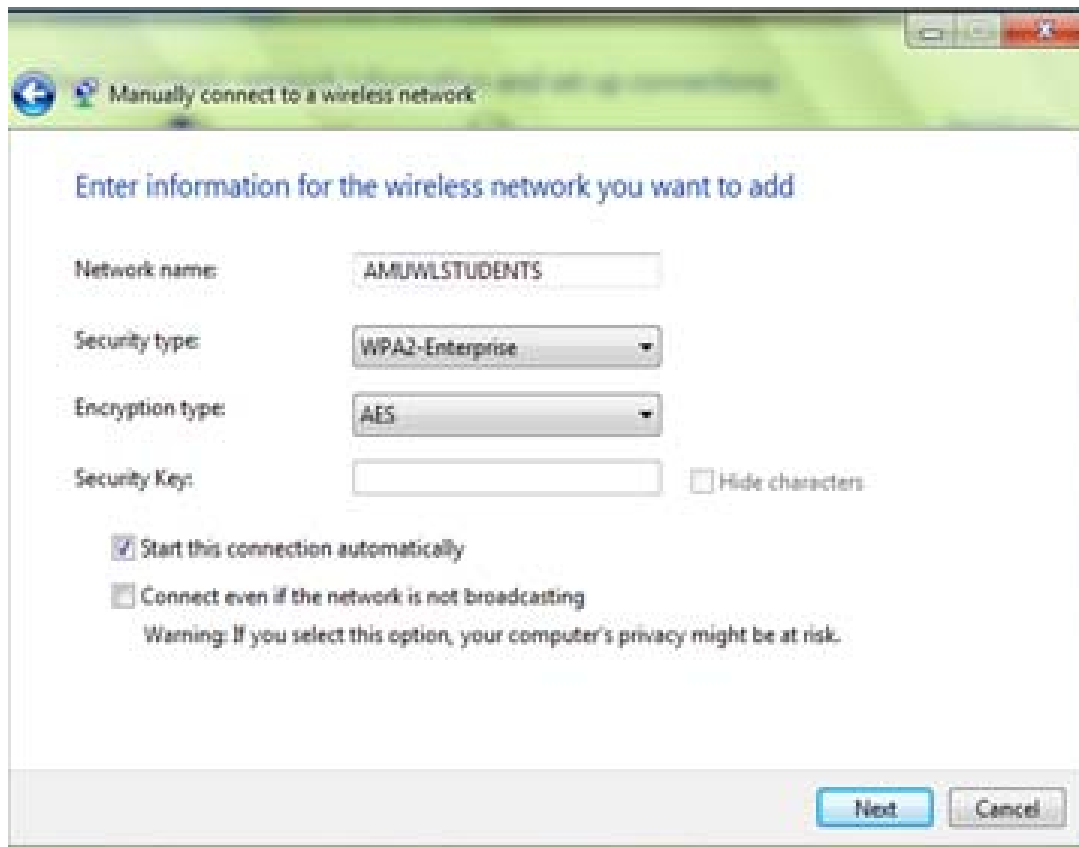 Manually connect to a wireless network
Enter information for the wireless network you want to add
Network name: AMUWLSTUDENTS
Security type: WPA2-Enterprise
Encryption type: AES
Security Key: Hide characters
Start this connection automatically
Connect even if the network is not broadcasting
Warning: If you select this option, your computer's privacy might be at risk.
Next Cancel